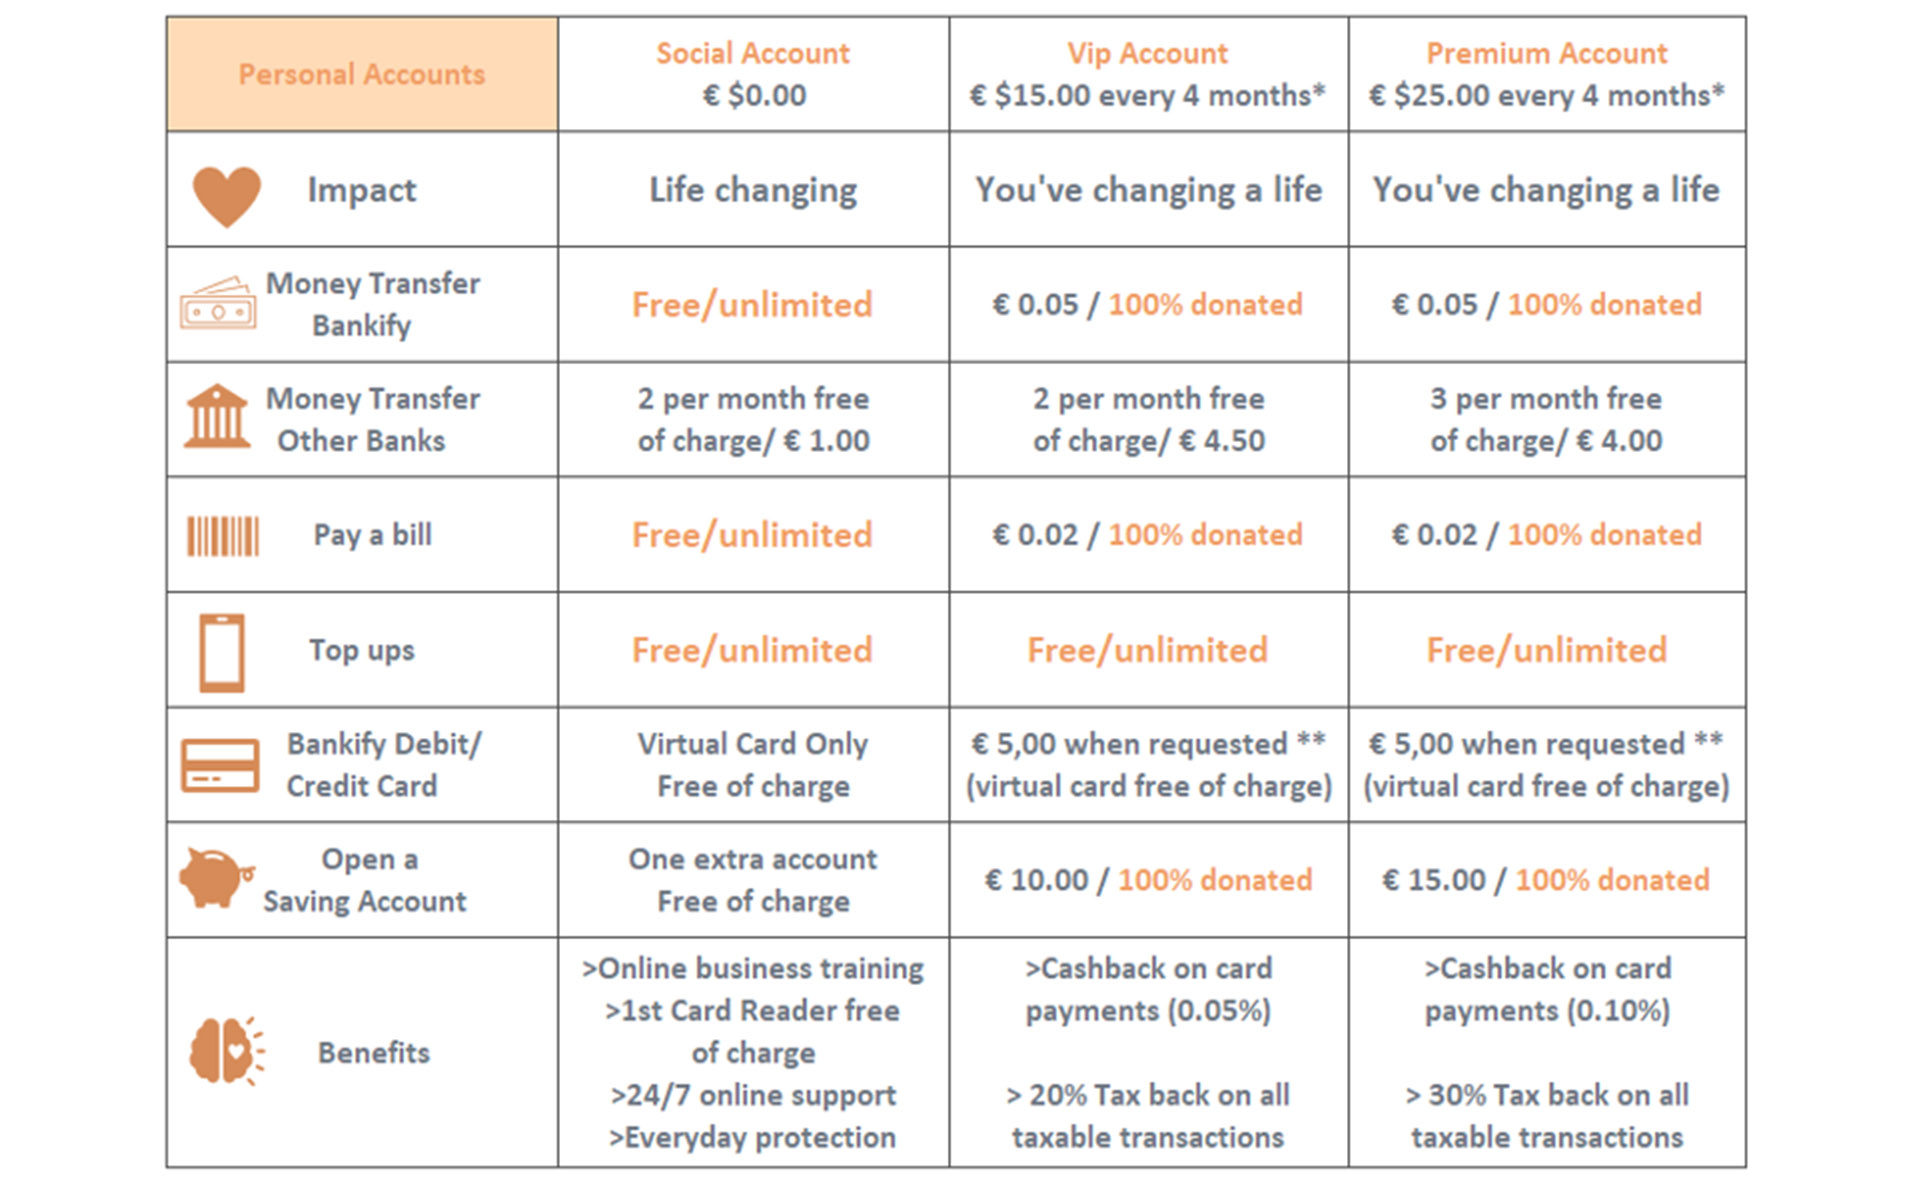 Personal Accounts
Social Account
€ $0.00
Vip Account
€ $15.00 every 4 months*
Premium Account
€ $25.00 every 4 months*
Impact
Life changing
You've changing a life
You've changing a life
Money Transfer
Bankify
Free/unlimited
€ 0.05 / 100% donated
€ 0.05 / 100% donated
Money Transfer
Other Banks
2 per month free
of charge/ € 1.00
2 per month free
of charge/ € 4.50
3 per month free
of charge/ € 4.00
Pay a bill
Free/unlimited
€ 0.02 / 100% donated
€ 0.02 / 100% donated
Top ups
Free/unlimited
Free/unlimited
Free/unlimited
Bankify Debit/
Credit Card
Virtual Card Only
Free of charge
€ 5,00 when requested **
(virtual card free of charge)
€ 5,00 when requested **
(virtual card free of charge)
Open a
Saving Account
One extra account
Free of charge
€ 10.00 / 100% donated
€ 15.00 / 100% donated
Benefits
>Online business training
>1st Card Reader free
of charge
>24/7 online support
>Everyday protection
>Cashback on card
payments (0.05%)
> 20% Tax back on all
taxable transactions
>Cashback on card
payments (0.10%)
> 30% Tax back on all
taxable transactions